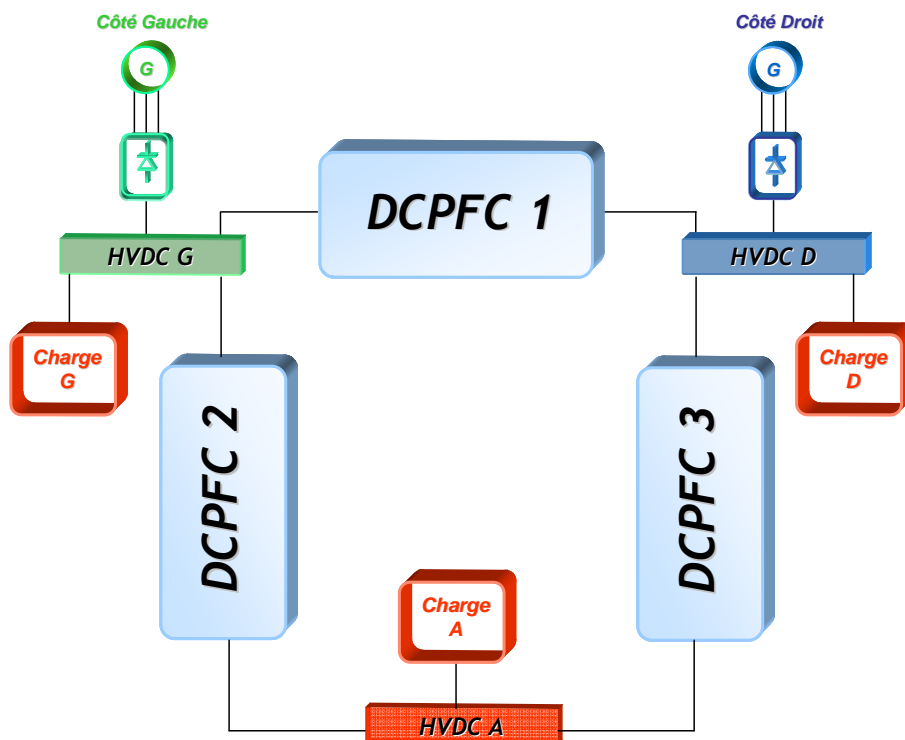 Côté Gauche
Côté Droit
G
G
DCPFC 1
HVDC G
HVDC D
Charge
G
Charge
D
DCPFC 2
DCPFC 3
Charge
A
HVDC A